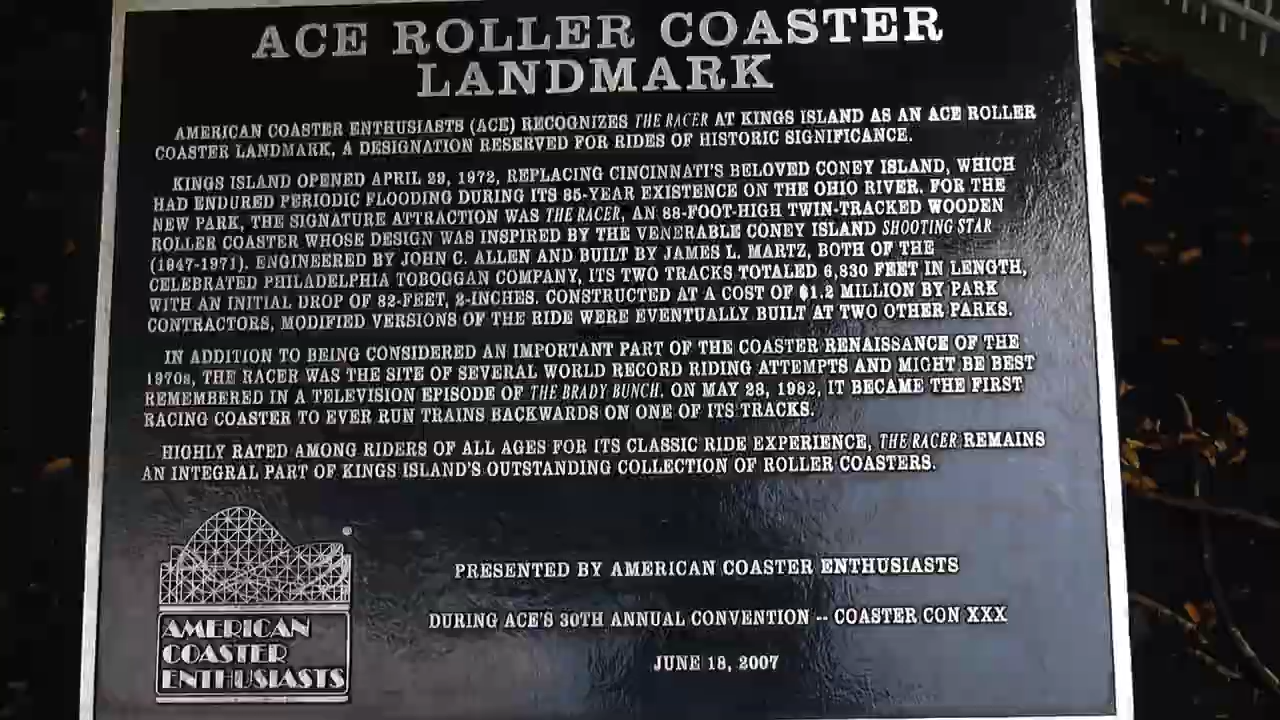 ACE ROLLER COASTER
LANDMARK
AMERICAN COASTER ENTHUSIASTS (ACE) RECOGNIZES THE RACER AT KINGS ISLAND AS AN ACE ROLLER
COASTER LANDMARK, A DESIGNATION RESERVED FOR RIDES OF HISTORIC SIGNIFICANCE.
KINGS ISLAND OPENED APRIL 29, 1972, REPLACING CINCINNATI'S BELOVED CONEY ISLAND, WHICH
HAD ENDURED PERIODIC FLOODING DURING ITS 85-YEAR EXISTENCE ON THE OHIO RIVER. FOR THE
NEW PARK, THE SIGNATURE ATTRACTION WAS THE RACER, AN 88-FOOT-HIGH TWIN-TRACKED WOODEN
ROLLER COASTER WHOSE DESIGN WAS INSPIRED BY THE VENERABLE CONEY ISLAND SHOOTING STAR
(1947-1971). ENGINEERED BY JOHN C. ALLEN AND BUILT BY JAMES L. MARTZ, BOTH OF THE
CELEBRATED PHILADELPHIA TOBOGGAN COMPANY, ITS TWO TRACKS TOTALED 6,830 FEET IN LENGTH,
WITH AN INITIAL DROP OF 82-FEET, 2-INCHES. CONSTRUCTED AT A COST OF $1.2 MILLION BY PARK
CONTRACTORS, MODIFIED VERSIONS OF THE RIDE WERE EVENTUALLY BUILT AT TWO OTHER PARKS.
IN ADDITION TO BEING CONSIDERED AN IMPORTANT PART OF THE COASTER RENAISSANCE OF THE
1970s, THE RACER WAS THE SITE OF SEVERAL WORLD RECORD RIDING ATTEMPTS AND MIGHT BE BEST
REMEMBERED IN A TELEVISION EPISODE OF THE BRADY BUNCH. ON MAY 23, 1982, IT BECAME THE FIRST
RACING COASTER TO EVER RUN TRAINS BACKWARDS ON ONE OF ITS TRACKS.
HIGHLY RATED AMONG RIDERS OF ALL AGES FOR ITS CLASSIC RIDE EXPERIENCE, THE RACER REMAINS
AN INTEGRAL PART OF KINGS ISLAND'S OUTSTANDING COLLECTION OF ROLLER COASTERS.
PRESENTED BY AMERICAN COASTER ENTHUSIASTS
DURING ACE'S 30TH ANNUAL CONVENTION -- COASTER CON XXX
JUNE 18, 2007
®
AMERICAN
COASTER
ENTHUSIASTS